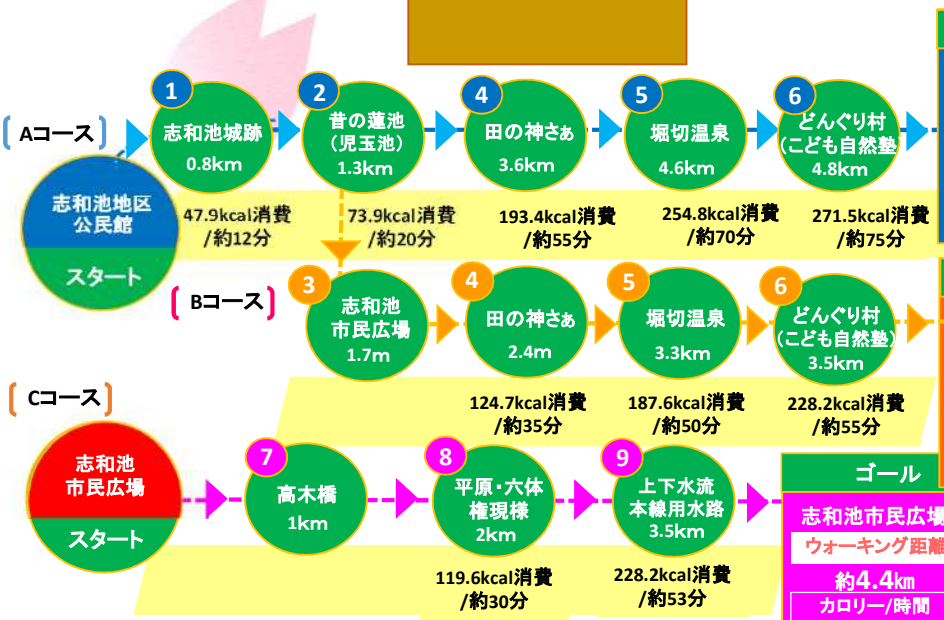 〔 Aコース 〕
志和池地区
公民館
スタート
1
志和池城跡
0.8km
2
昔の蓮池
(児玉池)
1.3km
4
田の神さぁ
3.6km
5
堀切温泉
4.6km
6
どんぐり村
(こども自然塾)
4.8km
47.9kcal消費
/約12分
73.9kcal消費
/約20分
193.4kcal消費
/約55分
254.8kcal消費
/約70分
271.5kcal消費
/約75分
〔 Bコース 〕
3
志和池
市民広場
1.7m
4
田の神さぁ
2.4m
5
堀切温泉
3.3km
6
どんぐり村
(こども自然塾)
3.5km
124.7kcal消費
/約35分
187.6kcal消費
/約50分
228.2kcal消費
/約55分
〔 Cコース 〕
志和池
市民広場
スタート
7
高木橋
1km
8
平原・六体
権現様
2km
9
上下水流
本線用水路
3.5km
119.6kcal消費
/約30分
228.2kcal消費
/約53分
ゴール
志和池市民広場
ウォーキング距離
約4.4km
カロリー/時間